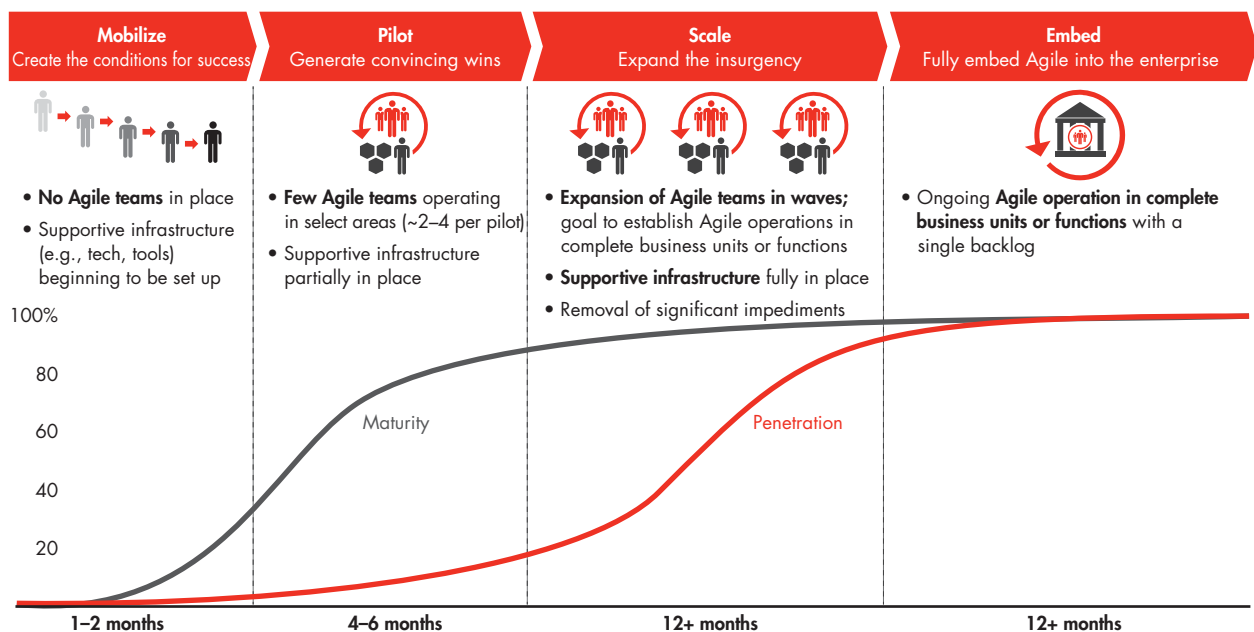 Mobilize
Create the conditions for success
Pilot
Generate convincing wins
Scale
Expand the insurgency
Embed
Fully embed Agile into the enterprise
• No Agile teams in place
• Supportive infrastructure
(e.g., tech, tools)
beginning to be set up
• Few Agile teams operating
in select areas (~2–4 per pilot)
• Supportive infrastructure
partially in place
• Expansion of Agile teams in waves;
goal to establish Agile operations in
complete business units or functions
• Supportive infrastructure fully in place
• Removal of significant impediments
• Ongoing Agile operation in complete
business units or functions with a
single backlog
100%
80
60
40
20
Maturity
Penetration
1–2 months
4–6 months
12+ months
12+ months